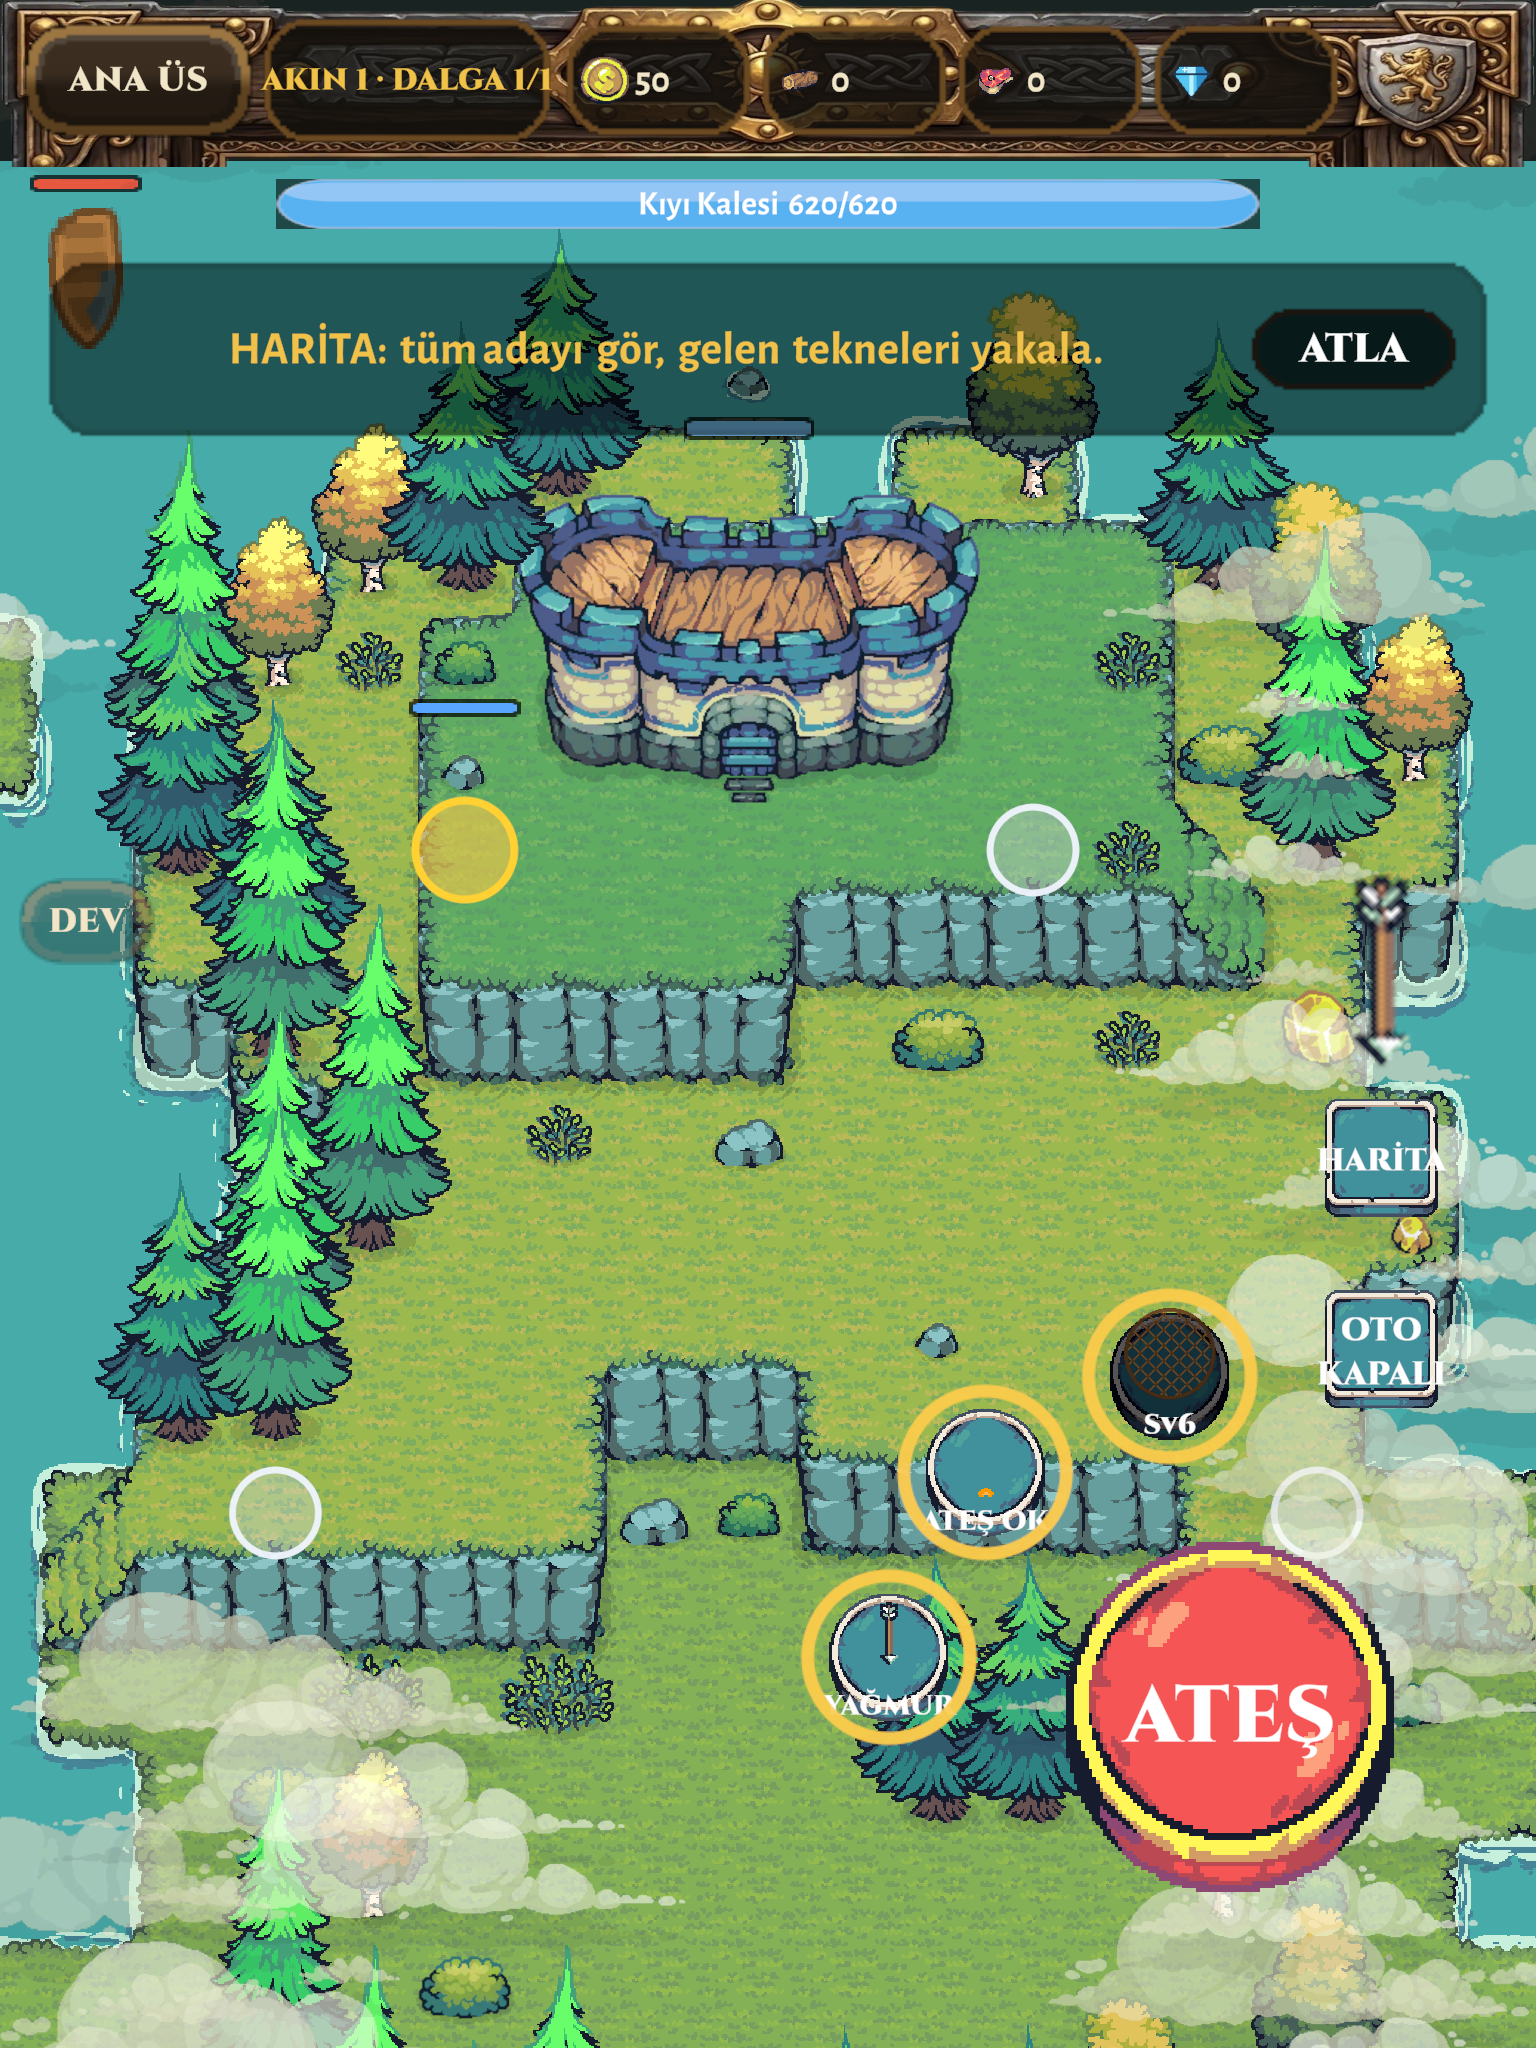 ANA ÜS
AKIN 1 · DALGA 1/1
50
0
0
0
Kıyı Kalesi 620/620
HARİTA: tüm adayı gör, gelen tekneleri yakala.
ATLA
DEV
HARİTA
OTO
KAPALI
Sv6
ATEŞ OK
YAĞMUR
ATEŞ